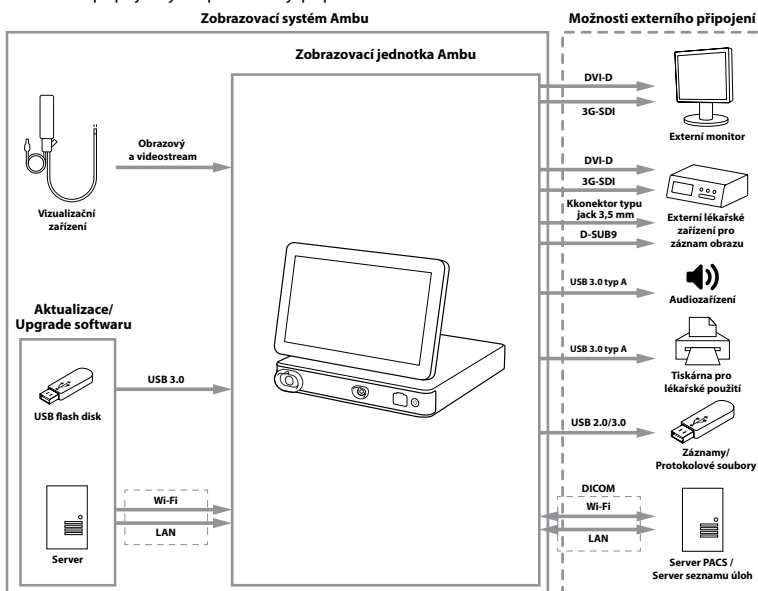 Zobrazovací systém Ambu
Možnosti externího připojení
Zobrazovací jednotka Ambu
Obrazový
a videostream
Vizualizační
zařízení
Aktualizace/
Upgrade softwaru
USB 3.0
USB flash disk
Wi-Fi
LAN
Server
DVI-D
3G-SDI
Externí monitor
DVI-D
3G-SDI
Kkonektor typu
jack 3,5 mm
D-SUB9
Externí lékařské
zařízení pro
záznam obrazu
USB 3.0 typ A
Audiozařízení
USB 3.0 typ A
Tiskárna pro
lékařské použití
USB 2.0/3.0
Záznamy/
Protokolové soubory
DICOM
Wi-Fi
LAN
Server PACS /
Server seznamu úloh